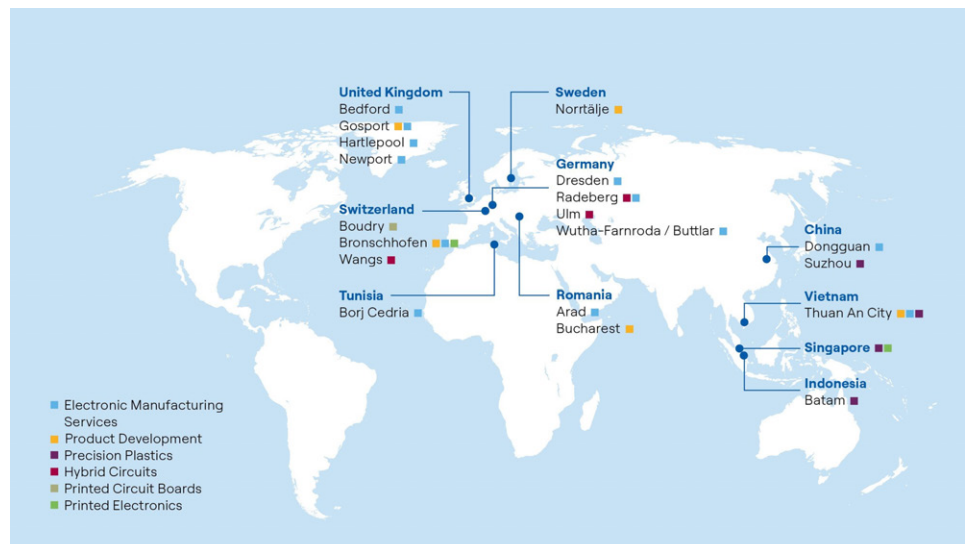 United Kingdom
Bedford
Gosport
Hartlepool
Newport
Sweden
Norrtälje
Germany
Dresden
Radeberg
Ulm
Wutha-Farnroda / Buttlar
Switzerland
Boudry
Bronschhofen
Wangs
China
Dongguan
Suzhou
Tunisia
Borj Cedria
Romania
Arad
Bucharest
Vietnam
Thuan An City
Singapore
Indonesia
Batam
Electronic Manufacturing
Services
Product Development
Precision Plastics
Hybrid Circuits
Printed Circuit Boards
Printed Electronics